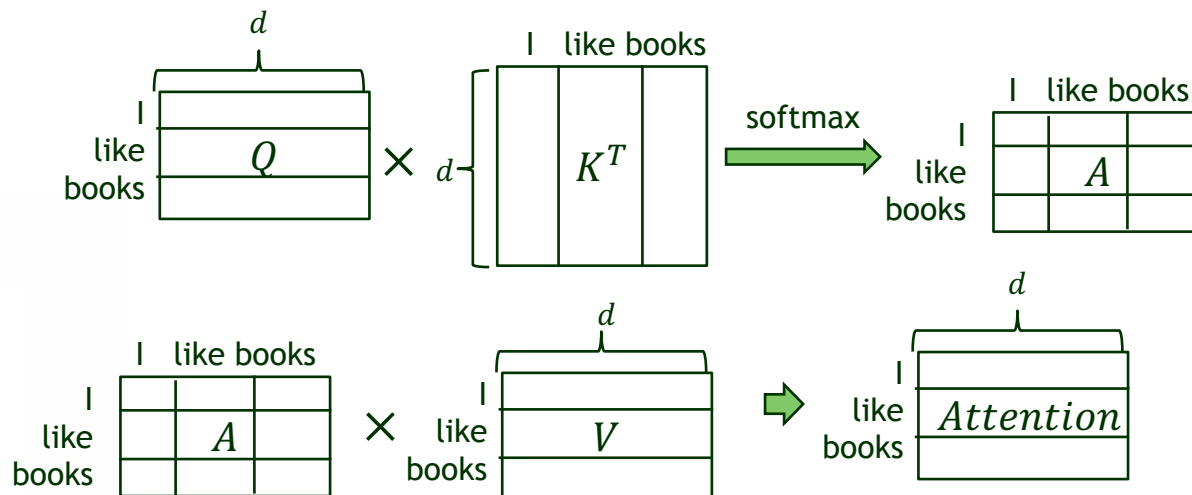 d
I like books
I
like
books
Q
×
d
K^T
softmax
I like books
I
like
books
A
I like books
I
like
books
A
×
d
I
like
books
V
d
I
like
books
Attention